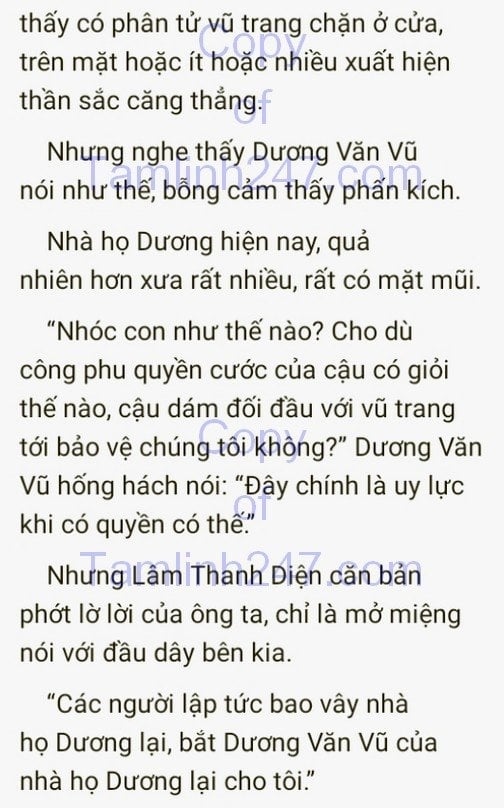 thấy có phân tử vũ trang chặn ở cửa,
trên mặt hoặc ít hoặc nhiều xuất hiện
thần sắc căng thẳng.
Nhưng nghe thấy Dương Văn Vũ
nói như thế, bỗng cảm thấy phấn kích.
Nhà họ Dương hiện nay, quả
nhiên hơn xưa rất nhiều, rất có mặt mũi.
“Nhóc con như thế nào? Cho dù
công phu quyền cước của cậu có giỏi
thế nào, cậu dám đối đầu với vũ trang
tới bảo vệ chúng tôi không?” Dương Văn
Vũ hống hách nói: “Đây chính là uy lực
khi có quyền có thế.”
Nhưng Lâm Thanh Diện căn bản
phớt lờ lời của ông ta, chỉ là mở miệng
nói với đầu dây bên kia.
“Các người lập tức bao vây nhà
họ Dương lại, bắt Dương Văn Vũ của
nhà họ Dương lại cho tôi.”
Copy
of
Tamlinh247.com
Copy
of
Tamlinh247.com